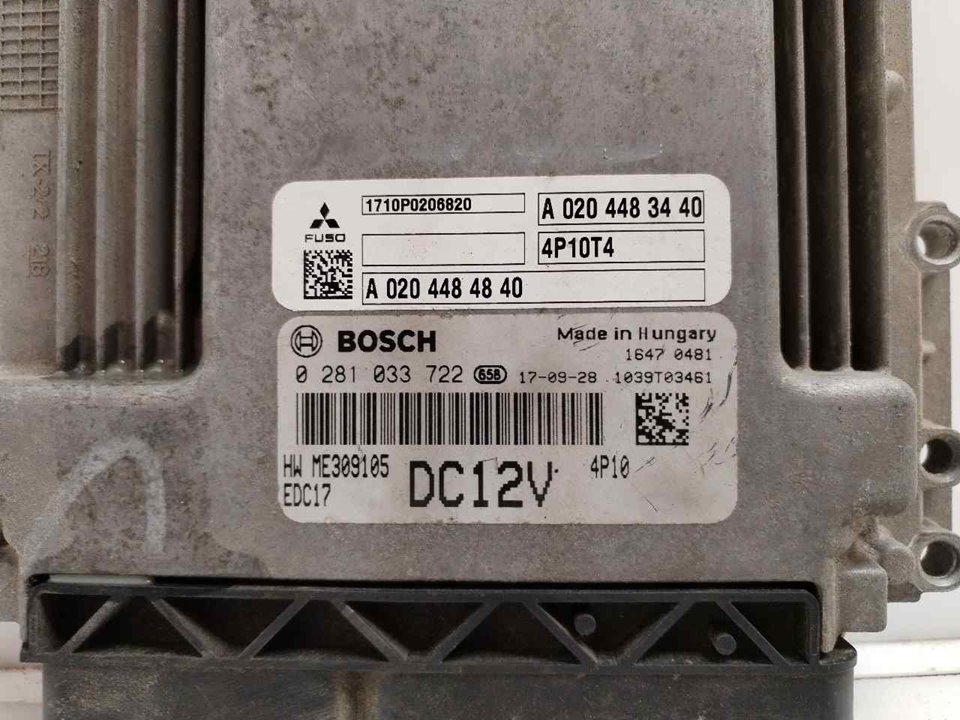 1710P0206820
A 020 448 34 40
FUSO
4P10T4
A 020 448 48 40
BOSCH
Made in Hungary
1647 0481
0 281 033 722 658 17-09-28 1039T03461
HW ME309105
EDC17
DC12V
4P10